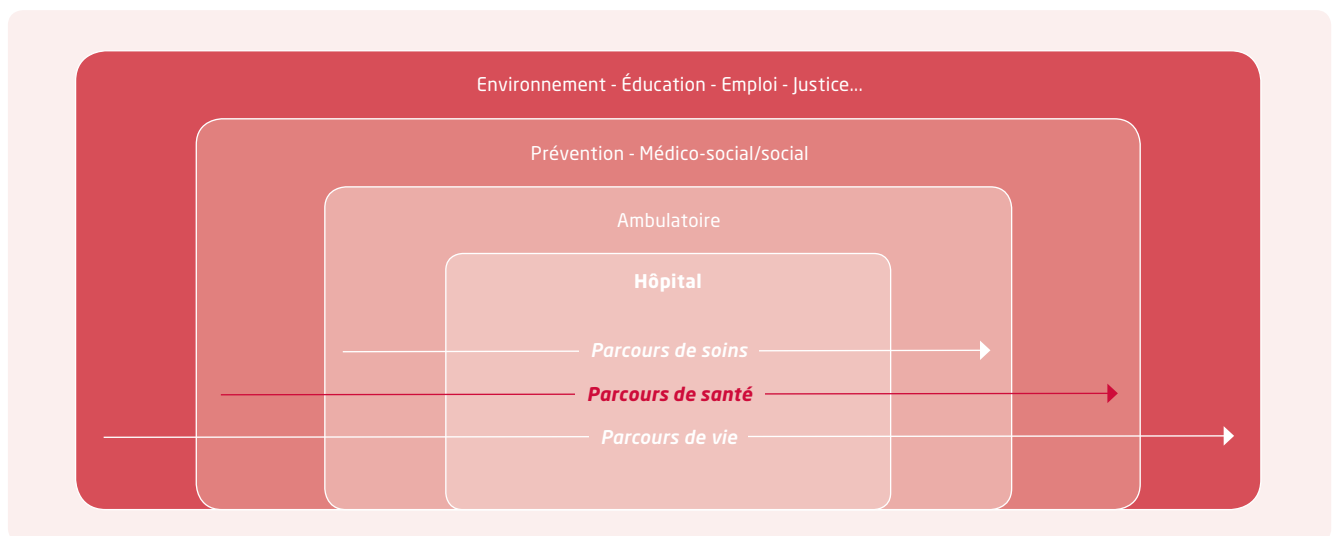 Environnement - Éducation - Emploi - Justice...
Prévention - Médico-social/social
Ambulatoire
Hôpital
Parcours de soins
Parcours de santé
Parcours de vie